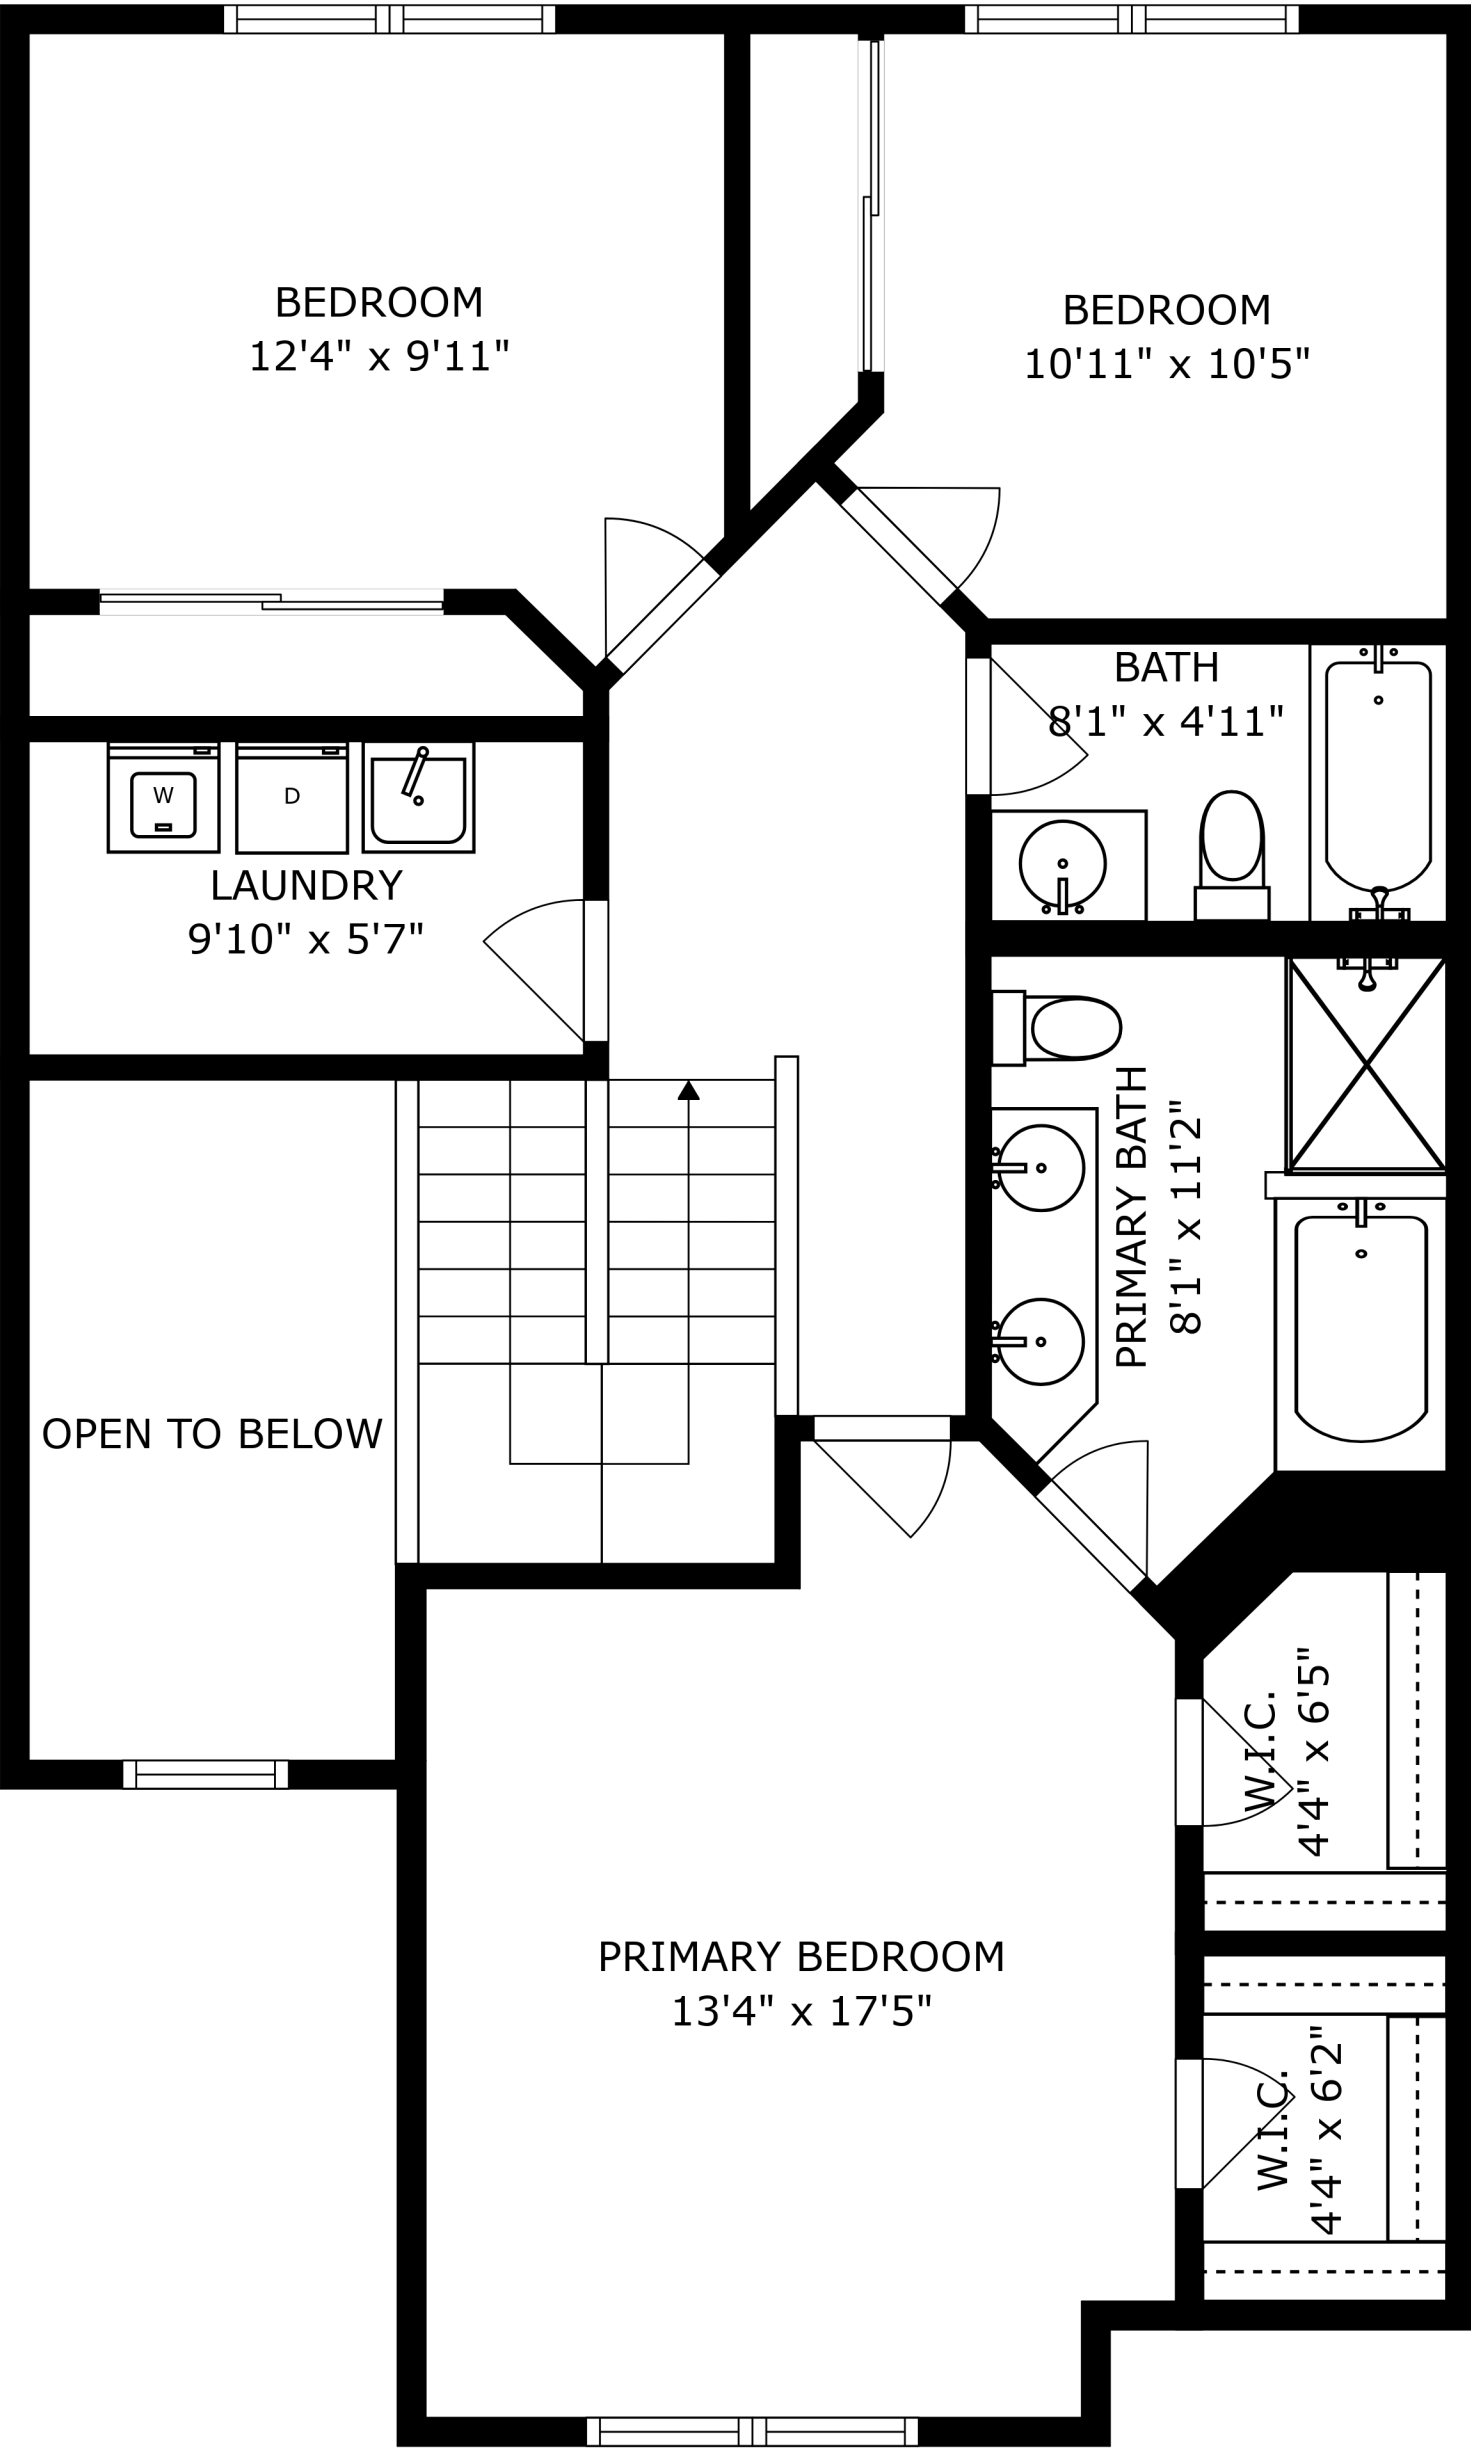 BEDROOM
12'4" x 9'11"
BEDROOM
10'11" x 10'5"
BATH
8'1" x 4'11"
W
D
LAUNDRY
9'10" x 5'7"
PRIMARY BATH
8'1" x 11'2"
OPEN TO BELOW
W.I.C.
4'4" x 6'5"
PRIMARY BEDROOM
13'4" x 17'5"
W.I.C.
4'4" x 6'2"